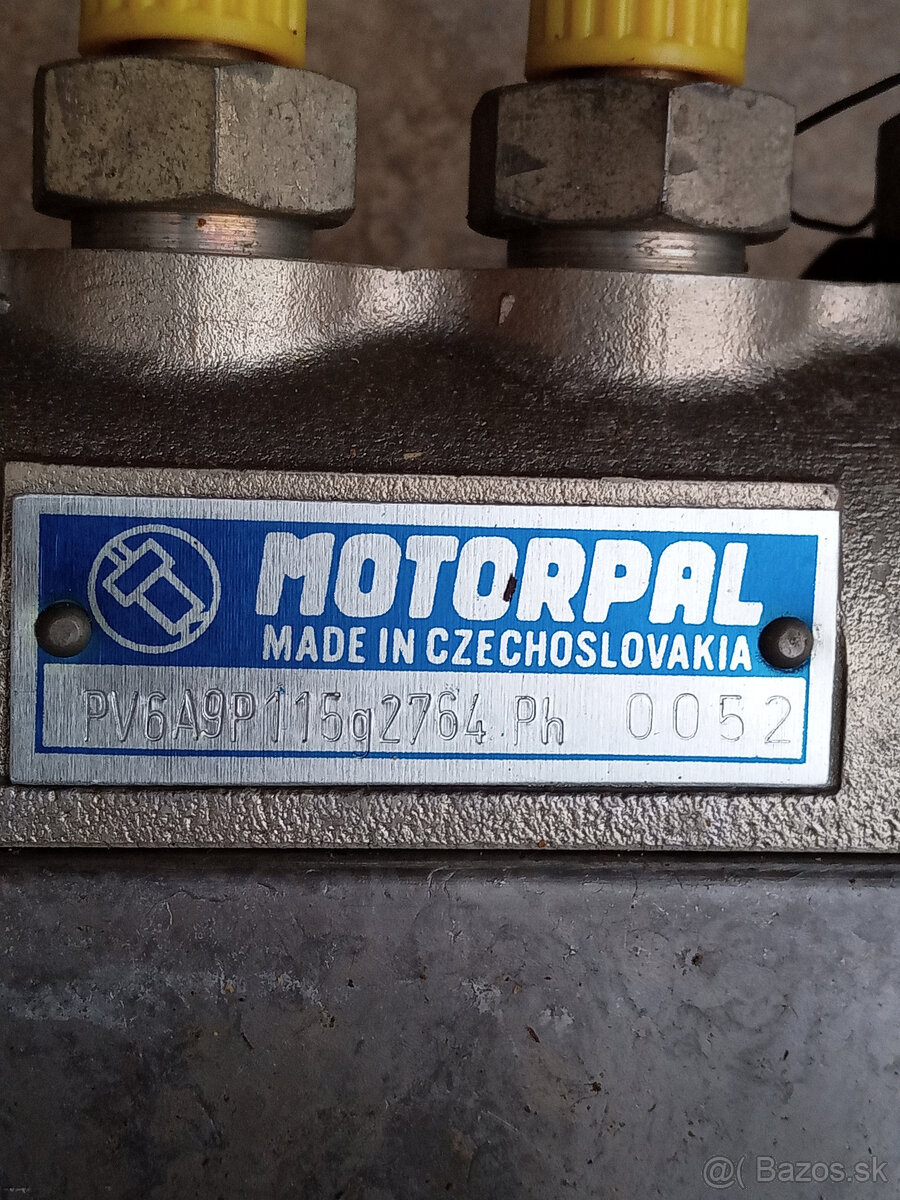 MOTORPAL
MADE IN CZECHOSLOVAKIA
PV6A9P115g2764 Ph 0052
@( Bazos.sk